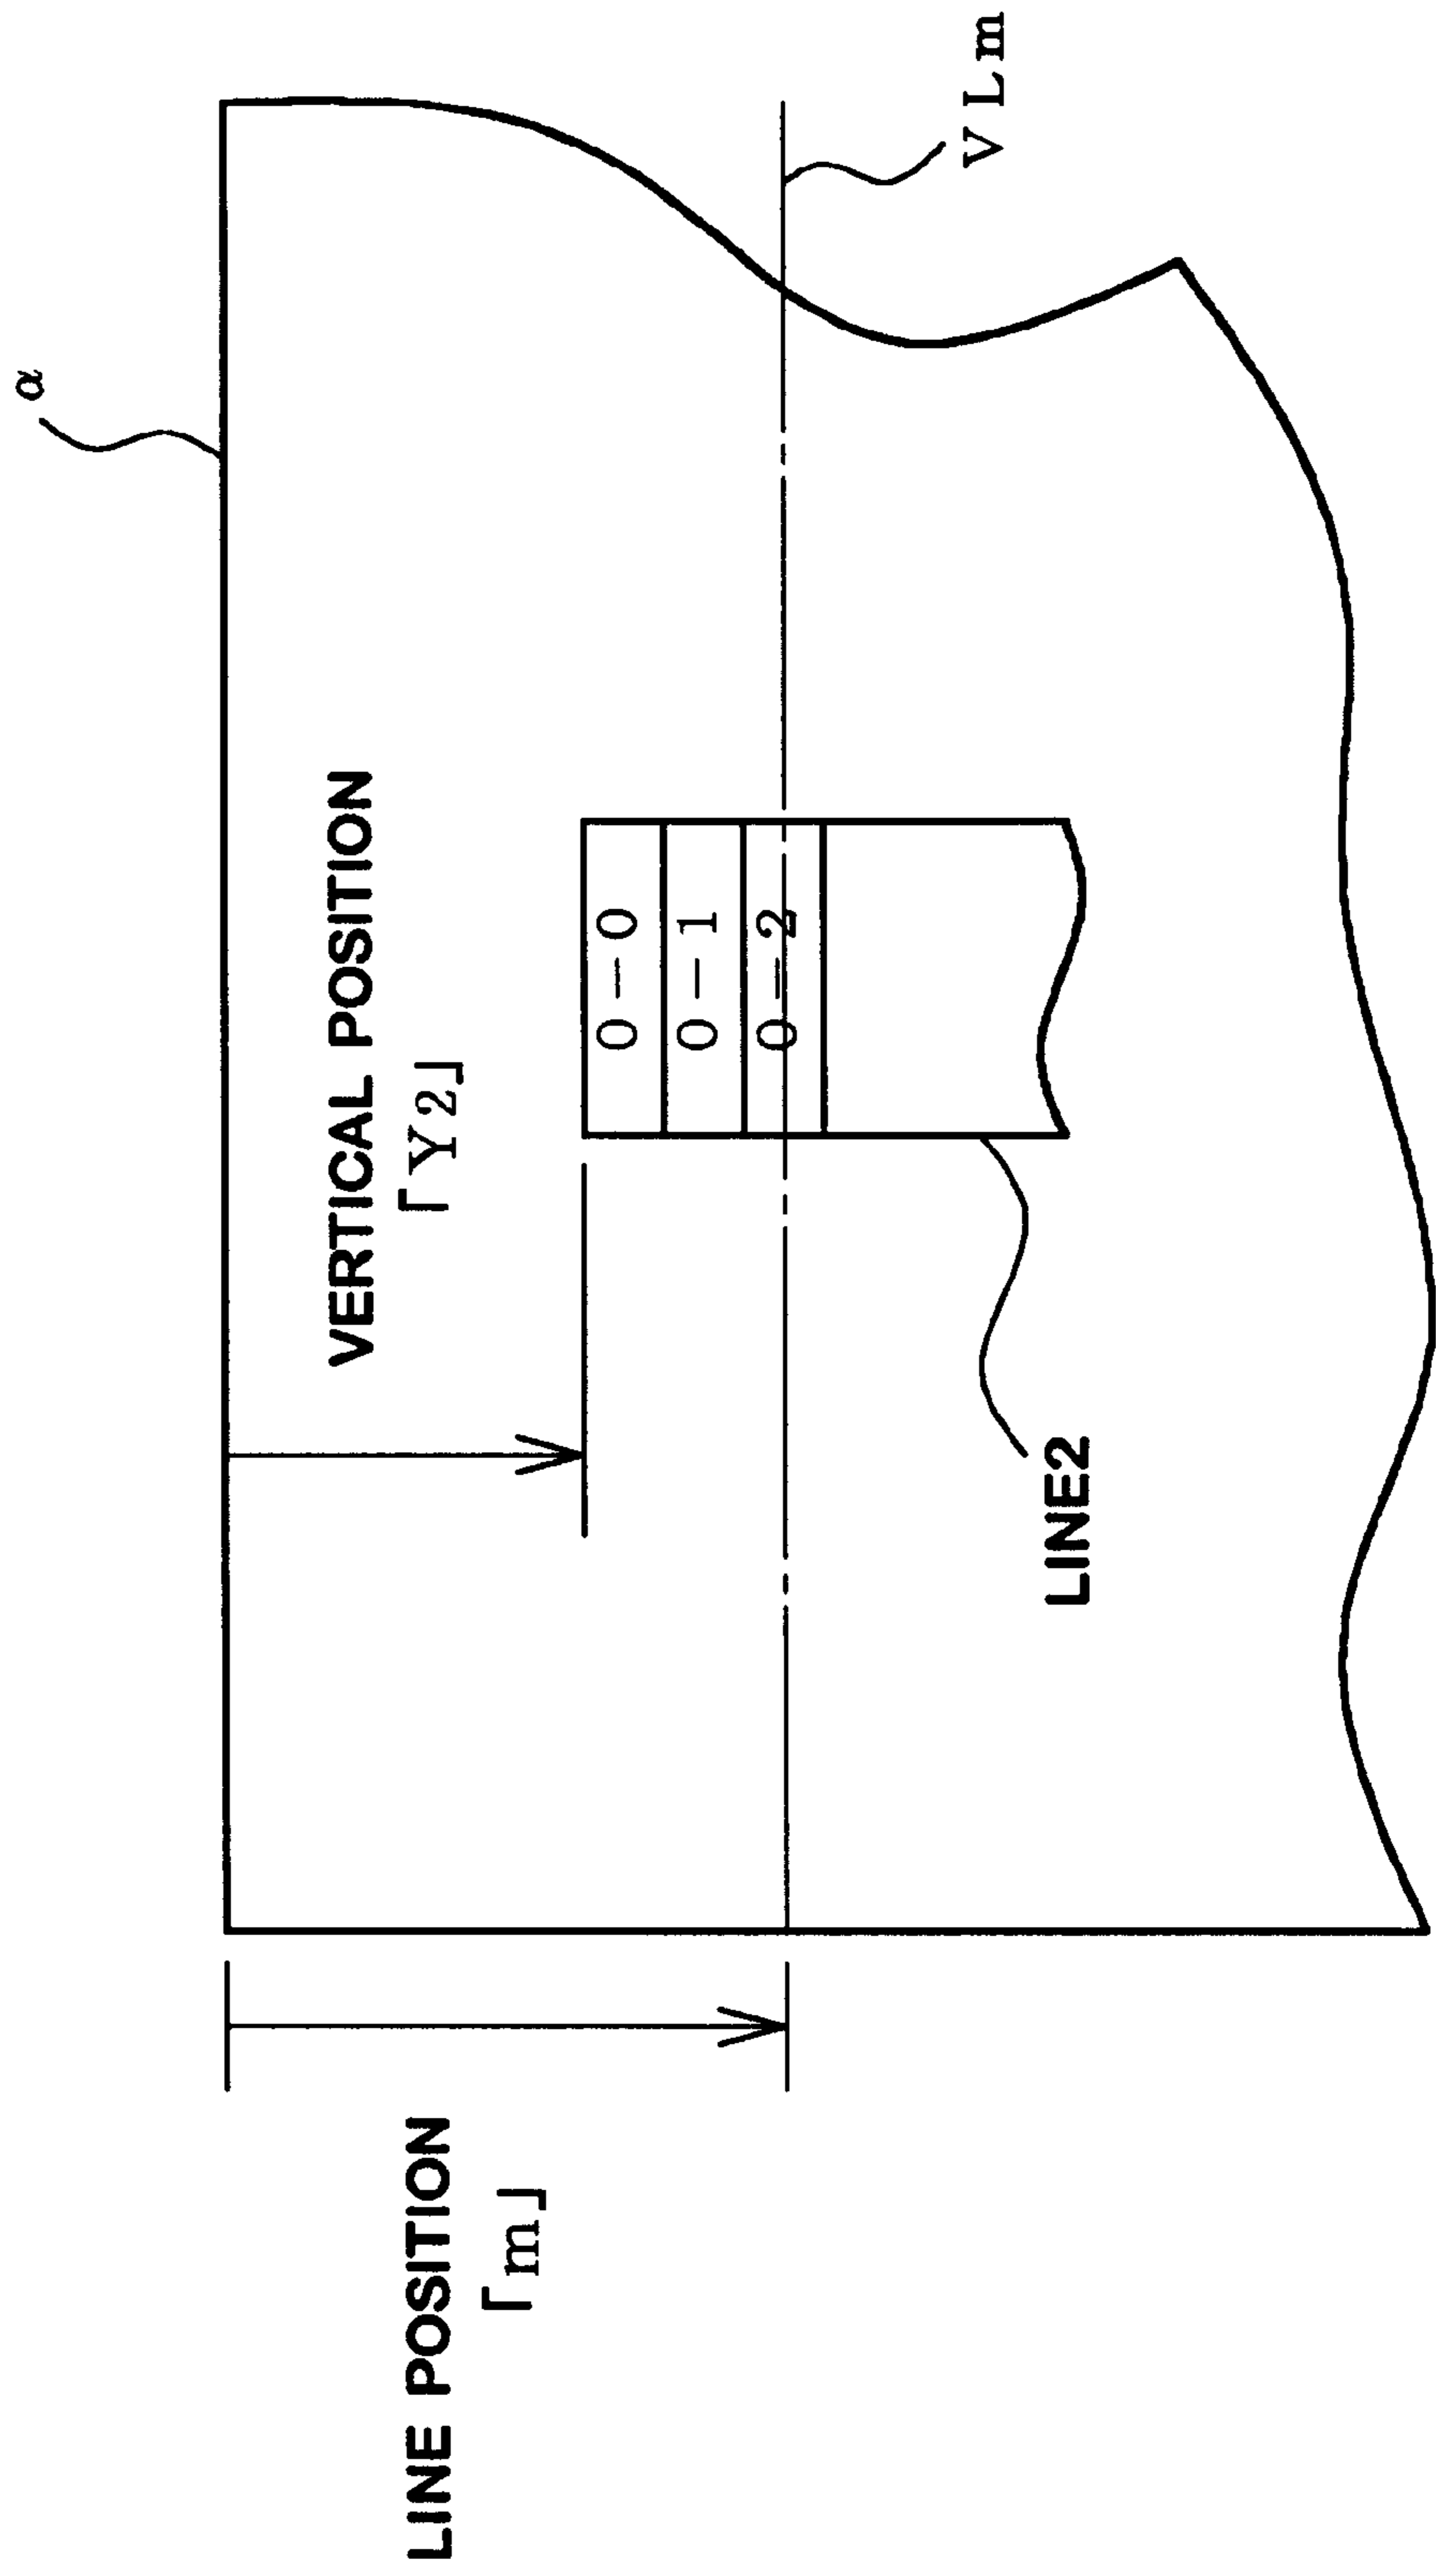 α
VERTICAL POSITION
「Y2」
LINE POSITION
「m」
0−0
0−1
0−2
VLm
LINE2